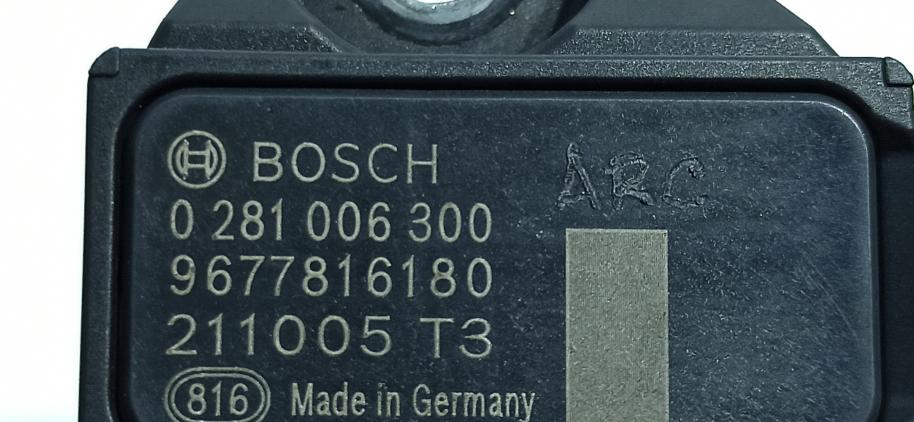 BOSCH
ARC
0 281 006 300
9677816180
211005 T3
816 Made in Germany